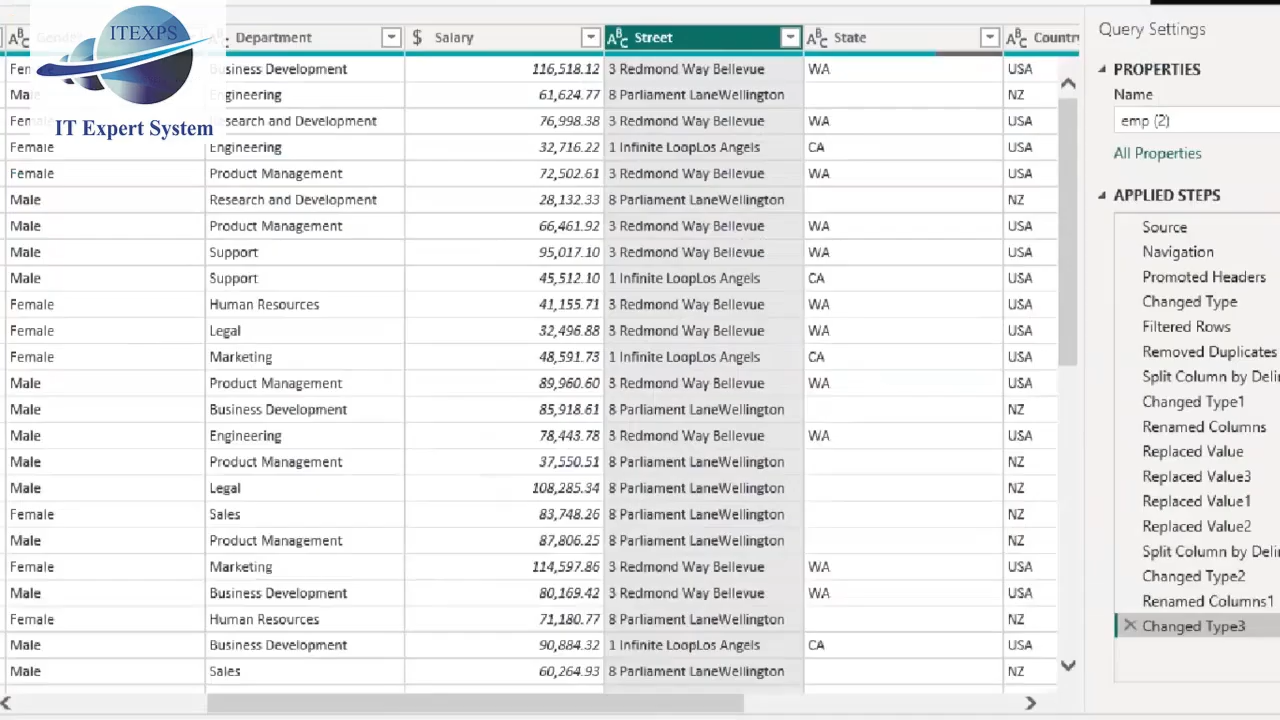 ITEXPS
IT Expert System
Department $ Salary ABC Street ABC State ABC
Business Development 116,518.12 3 Redmond Way Bellevue WA USA
Engineering 61,624.77 8 Parliament LaneWellington NZ
Research and Development 76,998.38 3 Redmond Way Bellevue WA USA
Female Engineering 32,716.22 1 Infinite LoopLos Angels CA USA
Female Product Management 72,502.61 3 Redmond Way Bellevue WA USA
Male Research and Development 28,132.33 8 Parliament LaneWellington NZ
Male Product Management 66,461.92 3 Redmond Way Bellevue WA USA
Male Support 95,017.10 3 Redmond Way Bellevue WA USA
Male Support 45,512.10 1 Infinite LoopLos Angels CA USA
Female Human Resources 41,155.71 3 Redmond Way Bellevue WA USA
Female Legal 32,496.88 3 Redmond Way Bellevue WA USA
Female Marketing 48,591.73 1 Infinite LoopLos Angels CA USA
Male Product Management 89,960.60 3 Redmond Way Bellevue WA USA
Male Business Development 85,918.61 8 Parliament LaneWellington NZ
Male Engineering 78,443.78 3 Redmond Way Bellevue WA USA
Male Product Management 37,550.51 8 Parliament LaneWellington NZ
Male Legal 108,285.34 8 Parliament LaneWellington NZ
Female Sales 83,748.26 8 Parliament LaneWellington NZ
Male Product Management 87,806.25 8 Parliament LaneWellington NZ
Female Marketing 114,597.86 3 Redmond Way Bellevue WA USA
Male Business Development 80,169.42 3 Redmond Way Bellevue WA USA
Female Human Resources 71,180.77 8 Parliament LaneWellington NZ
Male Business Development 90,884.32 1 Infinite LoopLos Angels CA USA
Male Sales 60,264.93 8 Parliament LaneWellington NZ
Query Settings
PROPERTIES
Name
emp (2)
All Properties
APPLIED STEPS
Source
Navigation
Promoted Headers
Changed Type
Filtered Rows
Removed Duplicates
Split Column by Deli
Changed Type1
Renamed Columns
Replaced Value
Replaced Value3
Replaced Value1
Replaced Value2
Split Column by Deli
Changed Type2
Renamed Columns1
Changed Type3